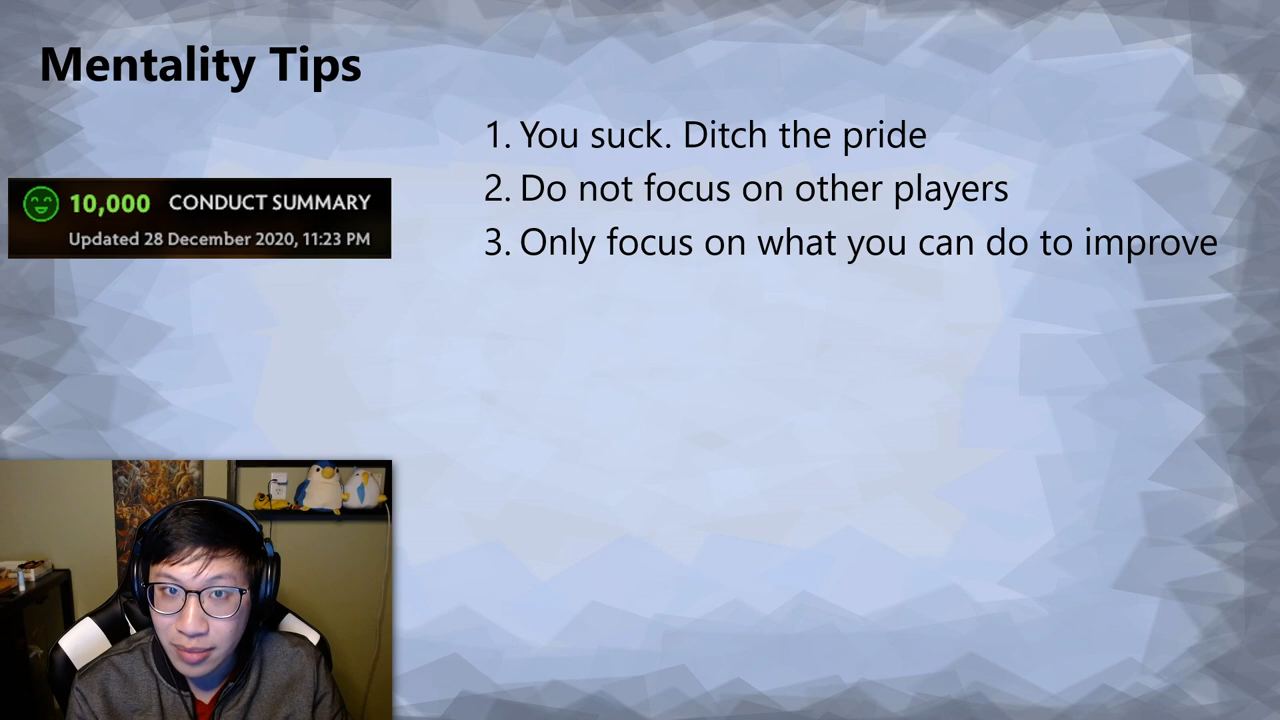 Mentality Tips
1. You suck. Ditch the pride
2. Do not focus on other players
3. Only focus on what you can do to improve
10,000 CONDUCT SUMMARY
Updated 28 December 2020, 11:23 PM